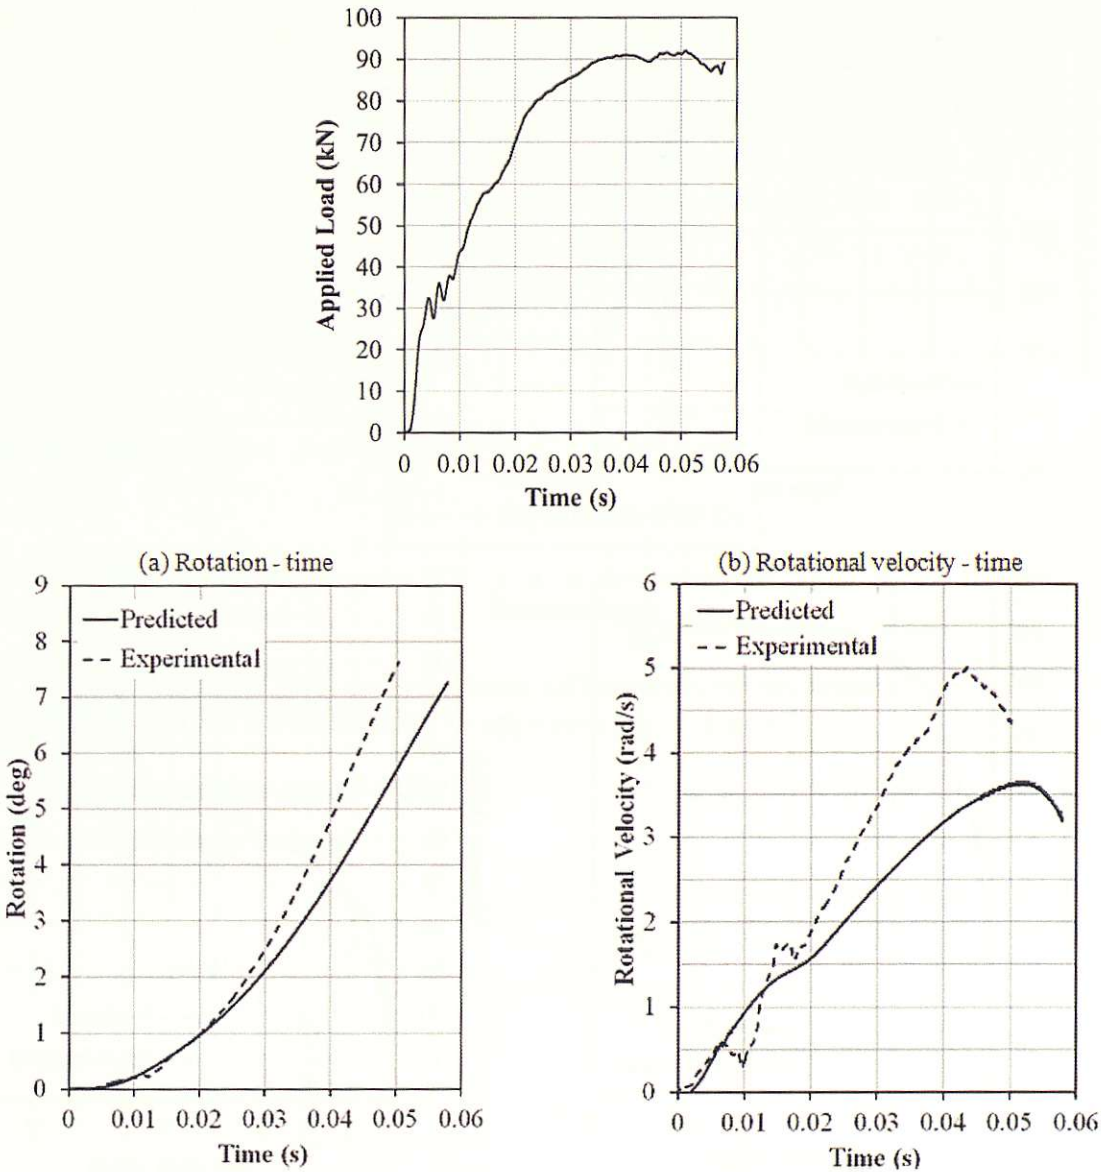 100
90
80
70
60
50
40
30
20
10
0
Applied Load (kN)
0 0.01 0.02 0.03 0.04 0.05 0.06
Time (s)
(a) Rotation - time
9
8
7
6
5
4
3
2
1
0
Rotation (deg)
Predicted
Experimental
0 0.01 0.02 0.03 0.04 0.05 0.06
Time (s)
(b) Rotational velocity - time
6
5
4
3
2
1
0
Rotational Velocity (rad/s)
Predicted
Experimental
0 0.01 0.02 0.03 0.04 0.05 0.06
Time (s)